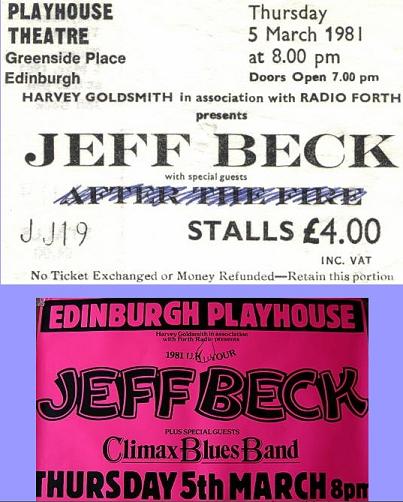 PLAYHOUSE
THEATRE
Greenside Place
Edinburgh
Thursday
5 March 1981
at 8.00 pm
Doors Open 7.00 pm
HARVEY GOLDSMITH in association with RADIO FORTH
presents
JEFF BECK
with special guests
AFTER THE FIRE
JJ19
STALLS £4.00
INC. VAT
No Ticket Exchanged or Money Refunded—Retain this portion
EDINBURGH PLAYHOUSE
Harvey Goldsmith in association
with Forth Radio presents
1981 U.K. TOUR
JEFF BECK
PLUS SPECIAL GUESTS
Climax Blues Band
THURSDAY 5th MARCH 8pm